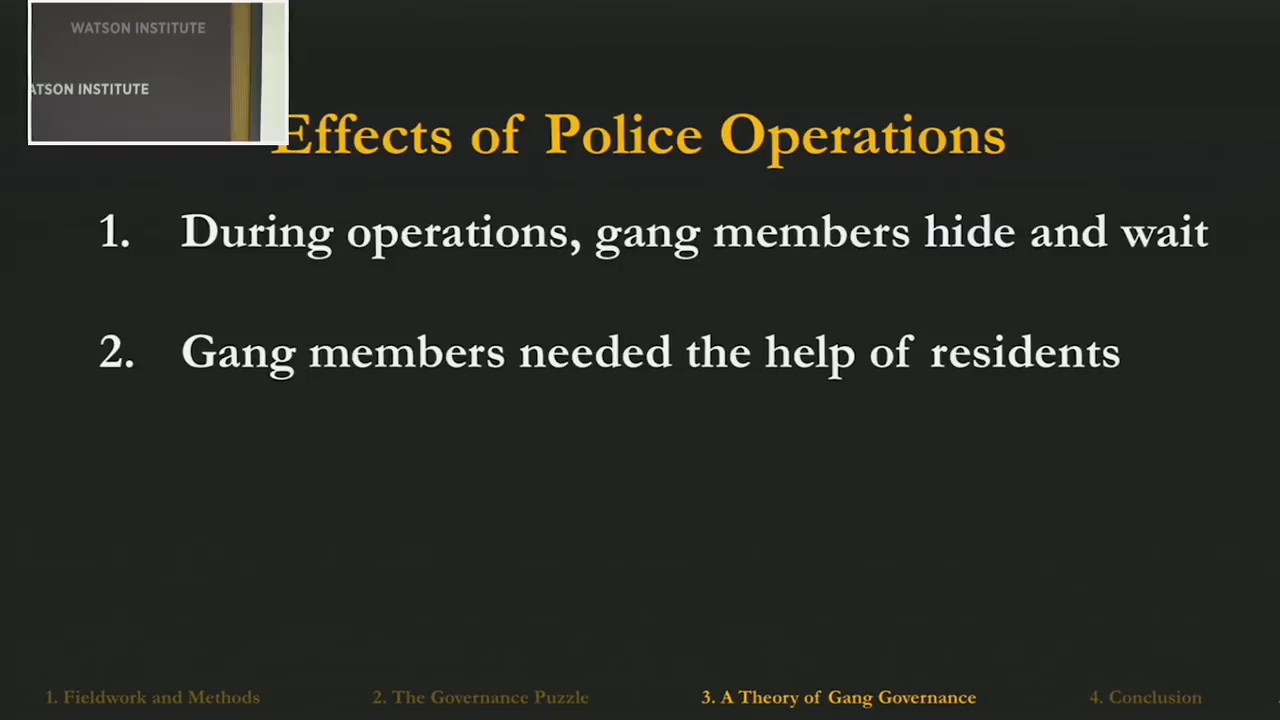 WATSON INSTITUTE
ATSON INSTITUTE
Effects of Police Operations
1. During operations, gang members hide and wait
2. Gang members needed the help of residents
1. Fieldwork and Methods 2. The Governance Puzzle 3. A Theory of Gang Governance 4. Conclusion